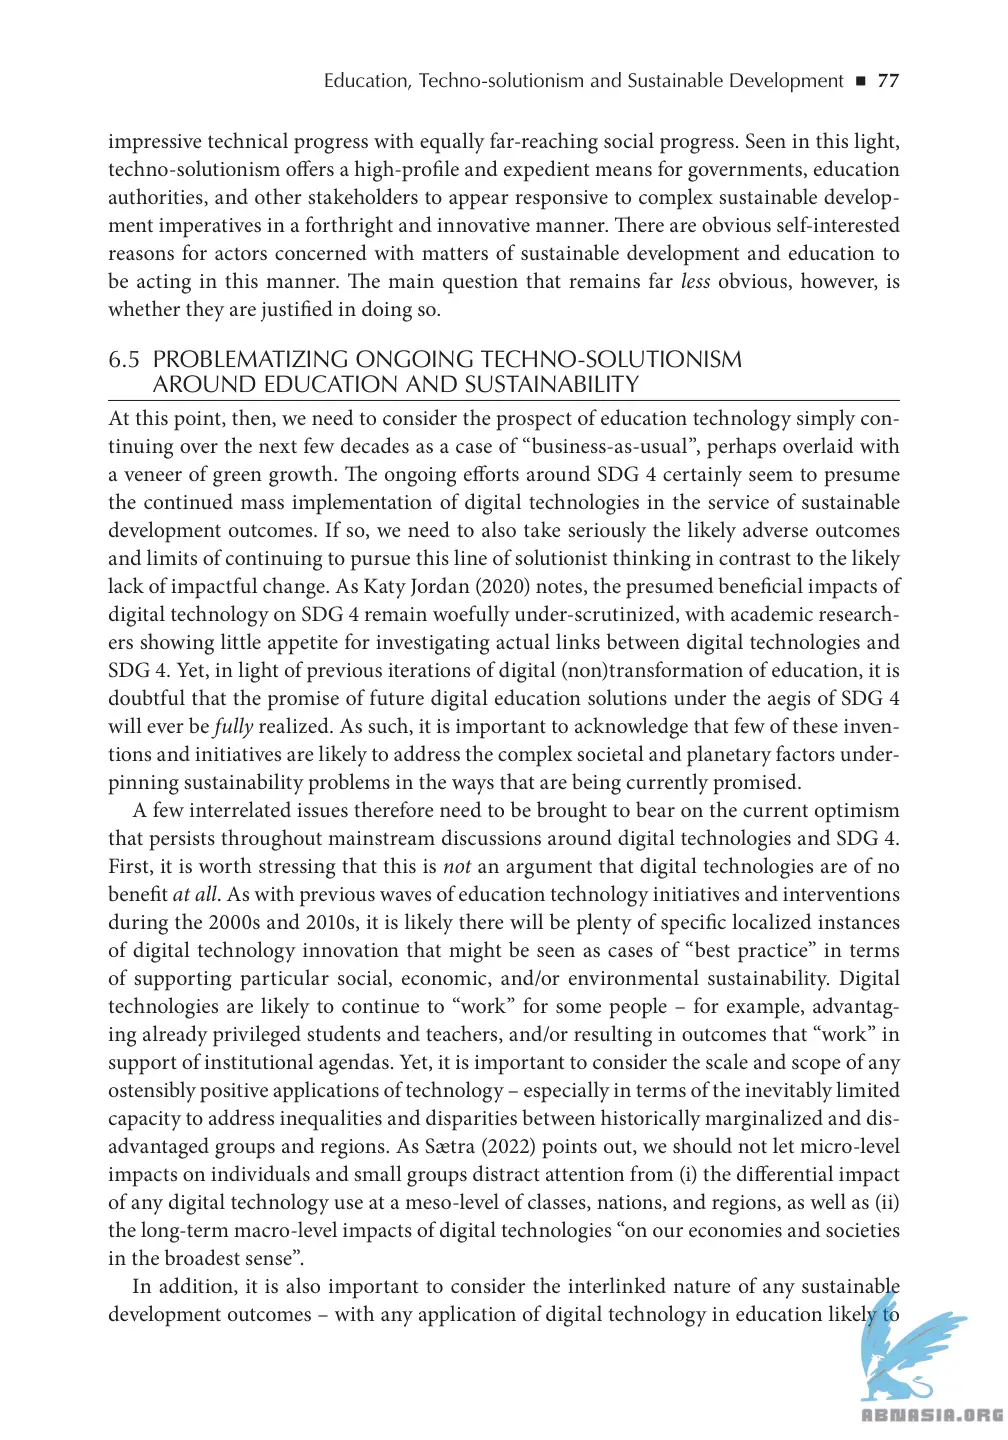 Education, Techno-solutionism and Sustainable Development ■ 77
impressive technical progress with equally far-reaching social progress. Seen in this light,
techno-solutionism offers a high-profile and expedient means for governments, education
authorities, and other stakeholders to appear responsive to complex sustainable develop-
ment imperatives in a forthright and innovative manner. There are obvious self-interested
reasons for actors concerned with matters of sustainable development and education to
be acting in this manner. The main question that remains far less obvious, however, is
whether they are justified in doing so.
6.5 PROBLEMATIZING ONGOING TECHNO-SOLUTIONISM
AROUND EDUCATION AND SUSTAINABILITY
At this point, then, we need to consider the prospect of education technology simply con-
tinuing over the next few decades as a case of “business-as-usual”, perhaps overlaid with
a veneer of green growth. The ongoing efforts around SDG 4 certainly seem to presume
the continued mass implementation of digital technologies in the service of sustainable
development outcomes. If so, we need to also take seriously the likely adverse outcomes
and limits of continuing to pursue this line of solutionist thinking in contrast to the likely
lack of impactful change. As Katy Jordan (2020) notes, the presumed beneficial impacts of
digital technology on SDG 4 remain woefully under-scrutinized, with academic research-
ers showing little appetite for investigating actual links between digital technologies and
SDG 4. Yet, in light of previous iterations of digital (non)transformation of education, it is
doubtful that the promise of future digital education solutions under the aegis of SDG 4
will ever be fully realized. As such, it is important to acknowledge that few of these inven-
tions and initiatives are likely to address the complex societal and planetary factors under-
pinning sustainability problems in the ways that are being currently promised.
A few interrelated issues therefore need to be brought to bear on the current optimism
that persists throughout mainstream discussions around digital technologies and SDG 4.
First, it is worth stressing that this is not an argument that digital technologies are of no
benefit at all. As with previous waves of education technology initiatives and interventions
during the 2000s and 2010s, it is likely there will be plenty of specific localized instances
of digital technology innovation that might be seen as cases of “best practice” in terms
of supporting particular social, economic, and/or environmental sustainability. Digital
technologies are likely to continue to “work” for some people – for example, advantag-
ing already privileged students and teachers, and/or resulting in outcomes that “work” in
support of institutional agendas. Yet, it is important to consider the scale and scope of any
ostensibly positive applications of technology – especially in terms of the inevitably limited
capacity to address inequalities and disparities between historically marginalized and dis-
advantaged groups and regions. As Sætra (2022) points out, we should not let micro-level
impacts on individuals and small groups distract attention from (i) the differential impact
of any digital technology use at a meso-level of classes, nations, and regions, as well as (ii)
the long-term macro-level impacts of digital technologies “on our economies and societies
in the broadest sense”.
In addition, it is also important to consider the interlinked nature of any sustainable
development outcomes – with any application of digital technology in education likely to
ABNASIA.ORG